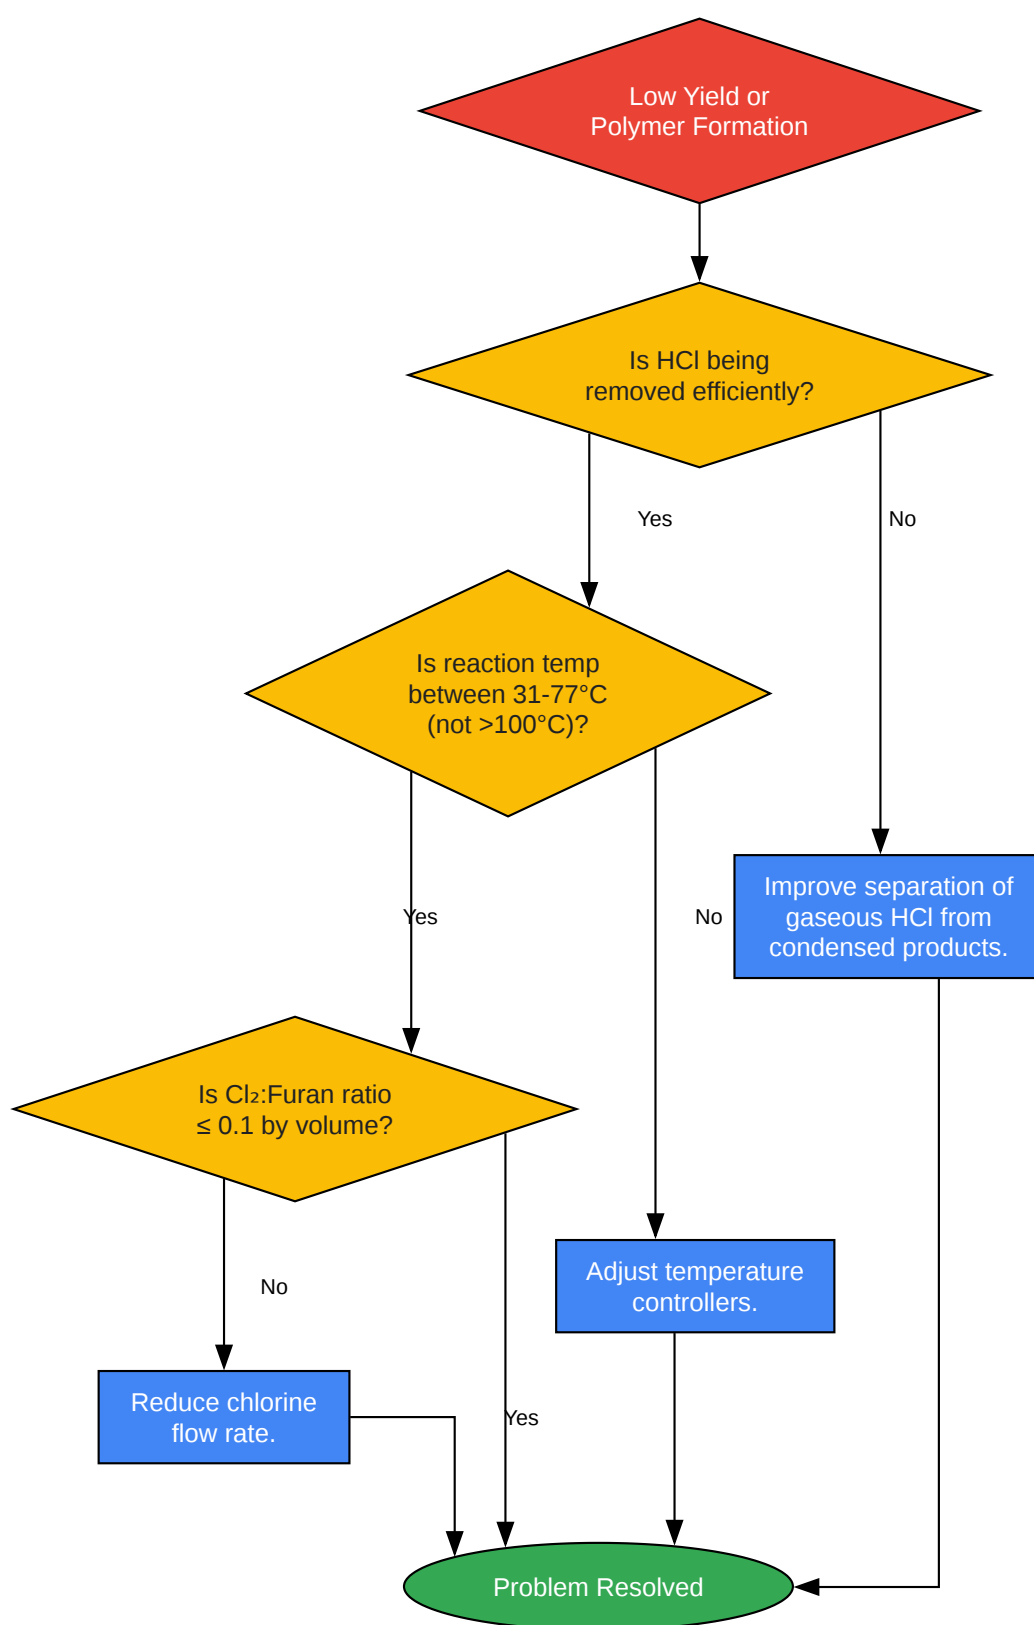 Low Yield or
Polymer Formation
Is HCl being
removed efficiently?
Yes
No
Is reaction temp
between 31-77°C
(not >100°C)?
Yes
No
Improve separation of
gaseous HCl from
condensed products.
Is Cl₂:Furan ratio
≤ 0.1 by volume?
No
Yes
Adjust temperature
controllers.
Reduce chlorine
flow rate.
Problem Resolved